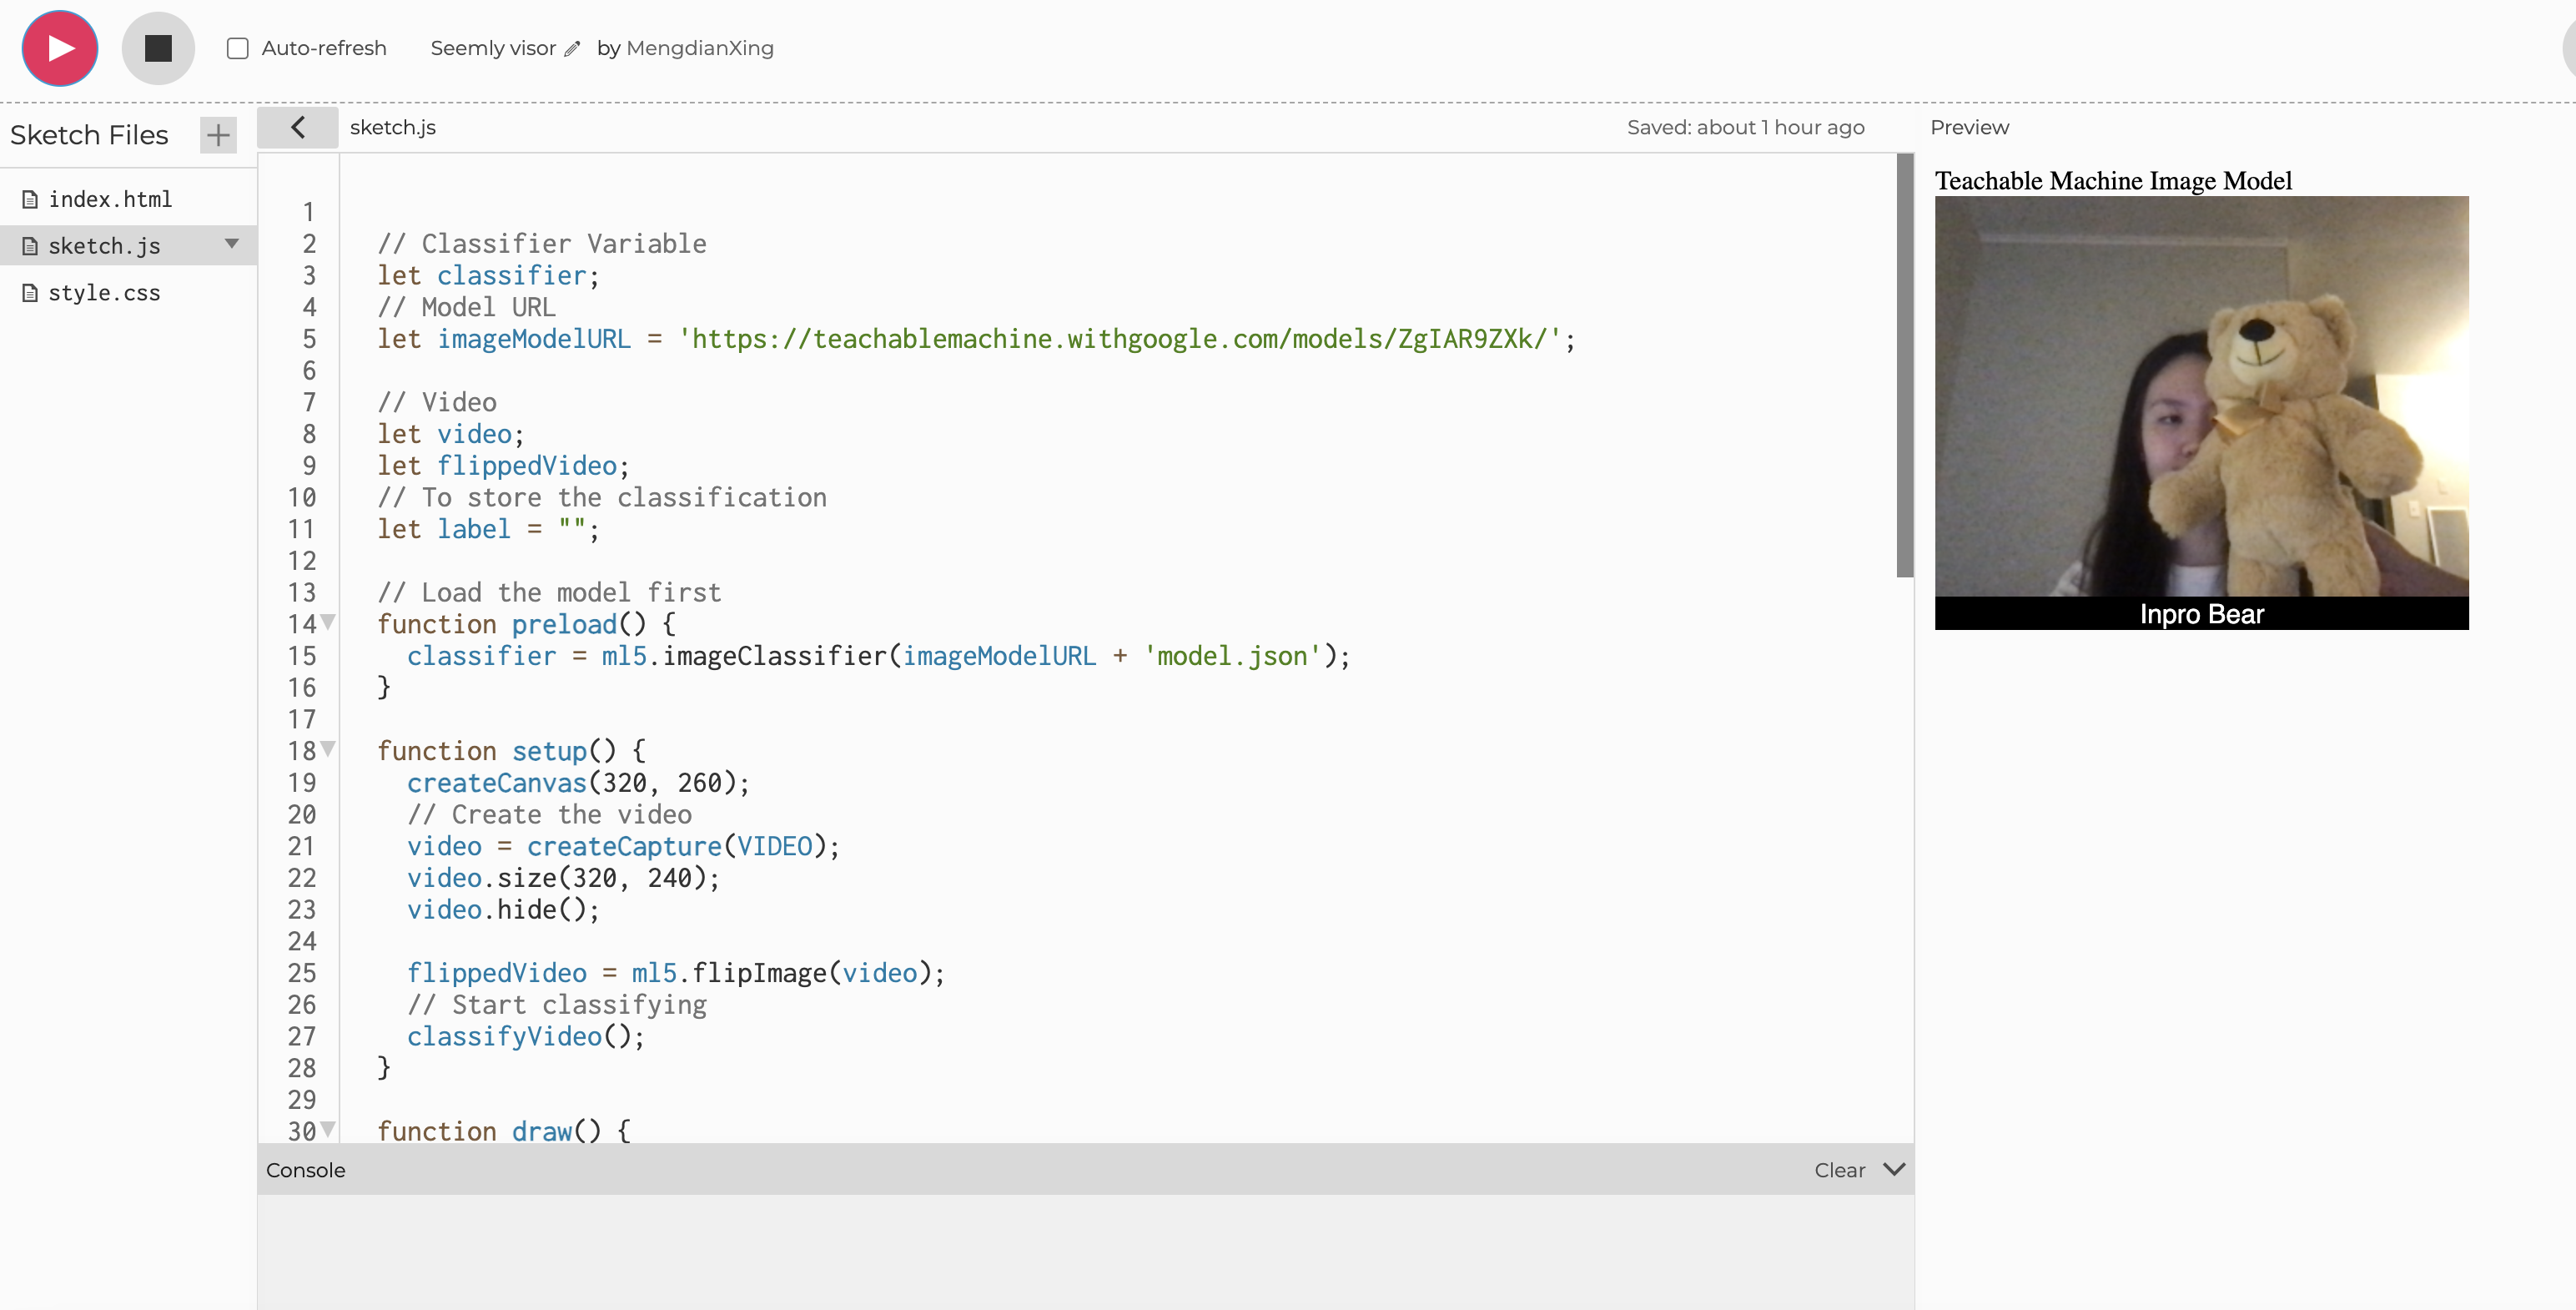 Auto-refresh Seemly visor by MengdianXing
Sketch Files
sketch.js
Saved: about 1 hour ago
Preview
index.html
sketch.js
style.css
1
2 // Classifier Variable
3 let classifier;
4 // Model URL
5 let imageModelURL = 'https://teachablemachine.withgoogle.com/models/ZgIAR9ZXk/';
6
7 // Video
8 let video;
9 let flippedVideo;
10 // To store the classification
11 let label = "";
12
13 // Load the model first
14 function preload() {
15 classifier = ml5.imageClassifier(imageModelURL + 'model.json');
16 }
17
18 function setup() {
19 createCanvas(320, 260);
20 // Create the video
21 video = createCapture(VIDEO);
22 video.size(320, 240);
23 video.hide();
24
25 flippedVideo = ml5.flipImage(video);
26 // Start classifying
27 classifyVideo();
28 }
29
30 function draw() {
Console
Clear
Teachable Machine Image Model
Inpro Bear